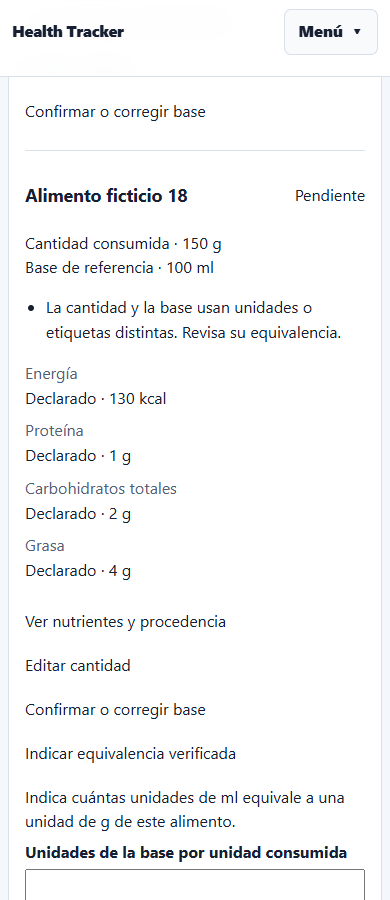 Health Tracker
Menú ▼
Confirmar o corregir base
Alimento ficticio 18
Pendiente
Cantidad consumida · 150 g
Base de referencia · 100 ml
• La cantidad y la base usan unidades o
etiquetas distintas. Revisa su equivalencia.
Energía
Declarado · 130 kcal
Proteína
Declarado · 1 g
Carbohidratos totales
Declarado · 2 g
Grasa
Declarado · 4 g
Ver nutrientes y procedencia
Editar cantidad
Confirmar o corregir base
Indicar equivalencia verificada
Indica cuántas unidades de ml equivale a una
unidad de g de este alimento.
Unidades de la base por unidad consumida